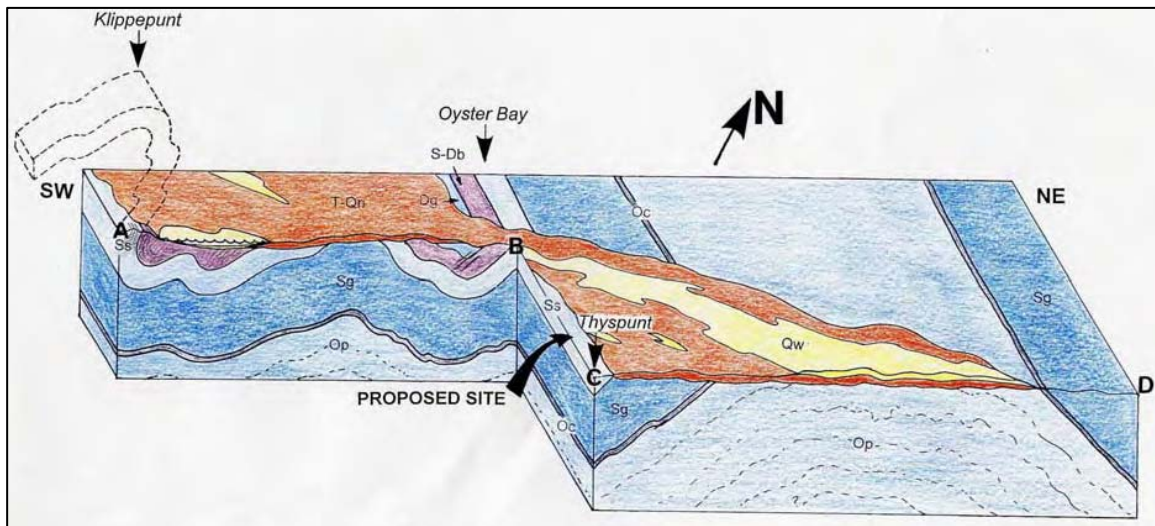 Klippepunt
Oyster Bay
N
S-Db
SW
NE
Dg
T-Qn
Oc
A
B
Ss
Sg
Sg
Ss
Thyspunt
Op
Qw
C
D
PROPOSED SITE
Sg
Oc
Op